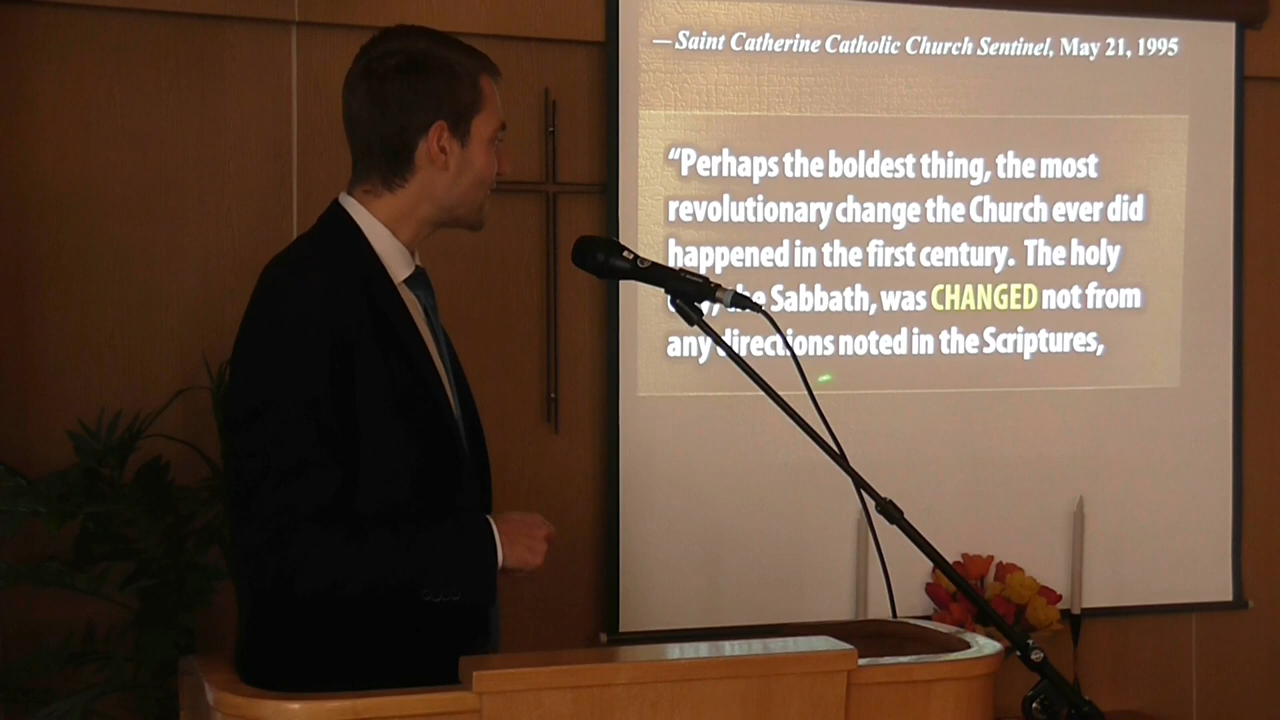 — Saint Catherine Catholic Church Sentinel, May 21, 1995
“Perhaps the boldest thing, the most
revolutionary change the Church ever did
happened in the first century. The holy
the Sabbath, was CHANGED not from
any directions noted in the Scriptures,